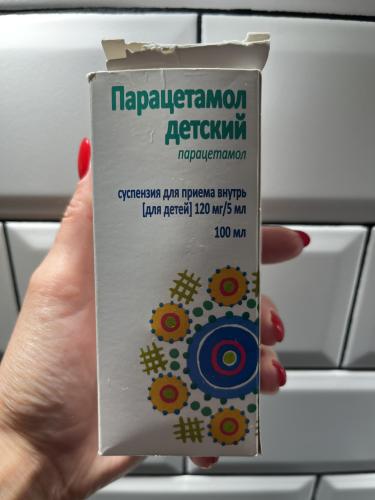 Парацетамол
детский
парацетамол
суспензия для приема внутрь
[для детей] 120 мг/5 мл
100 мл